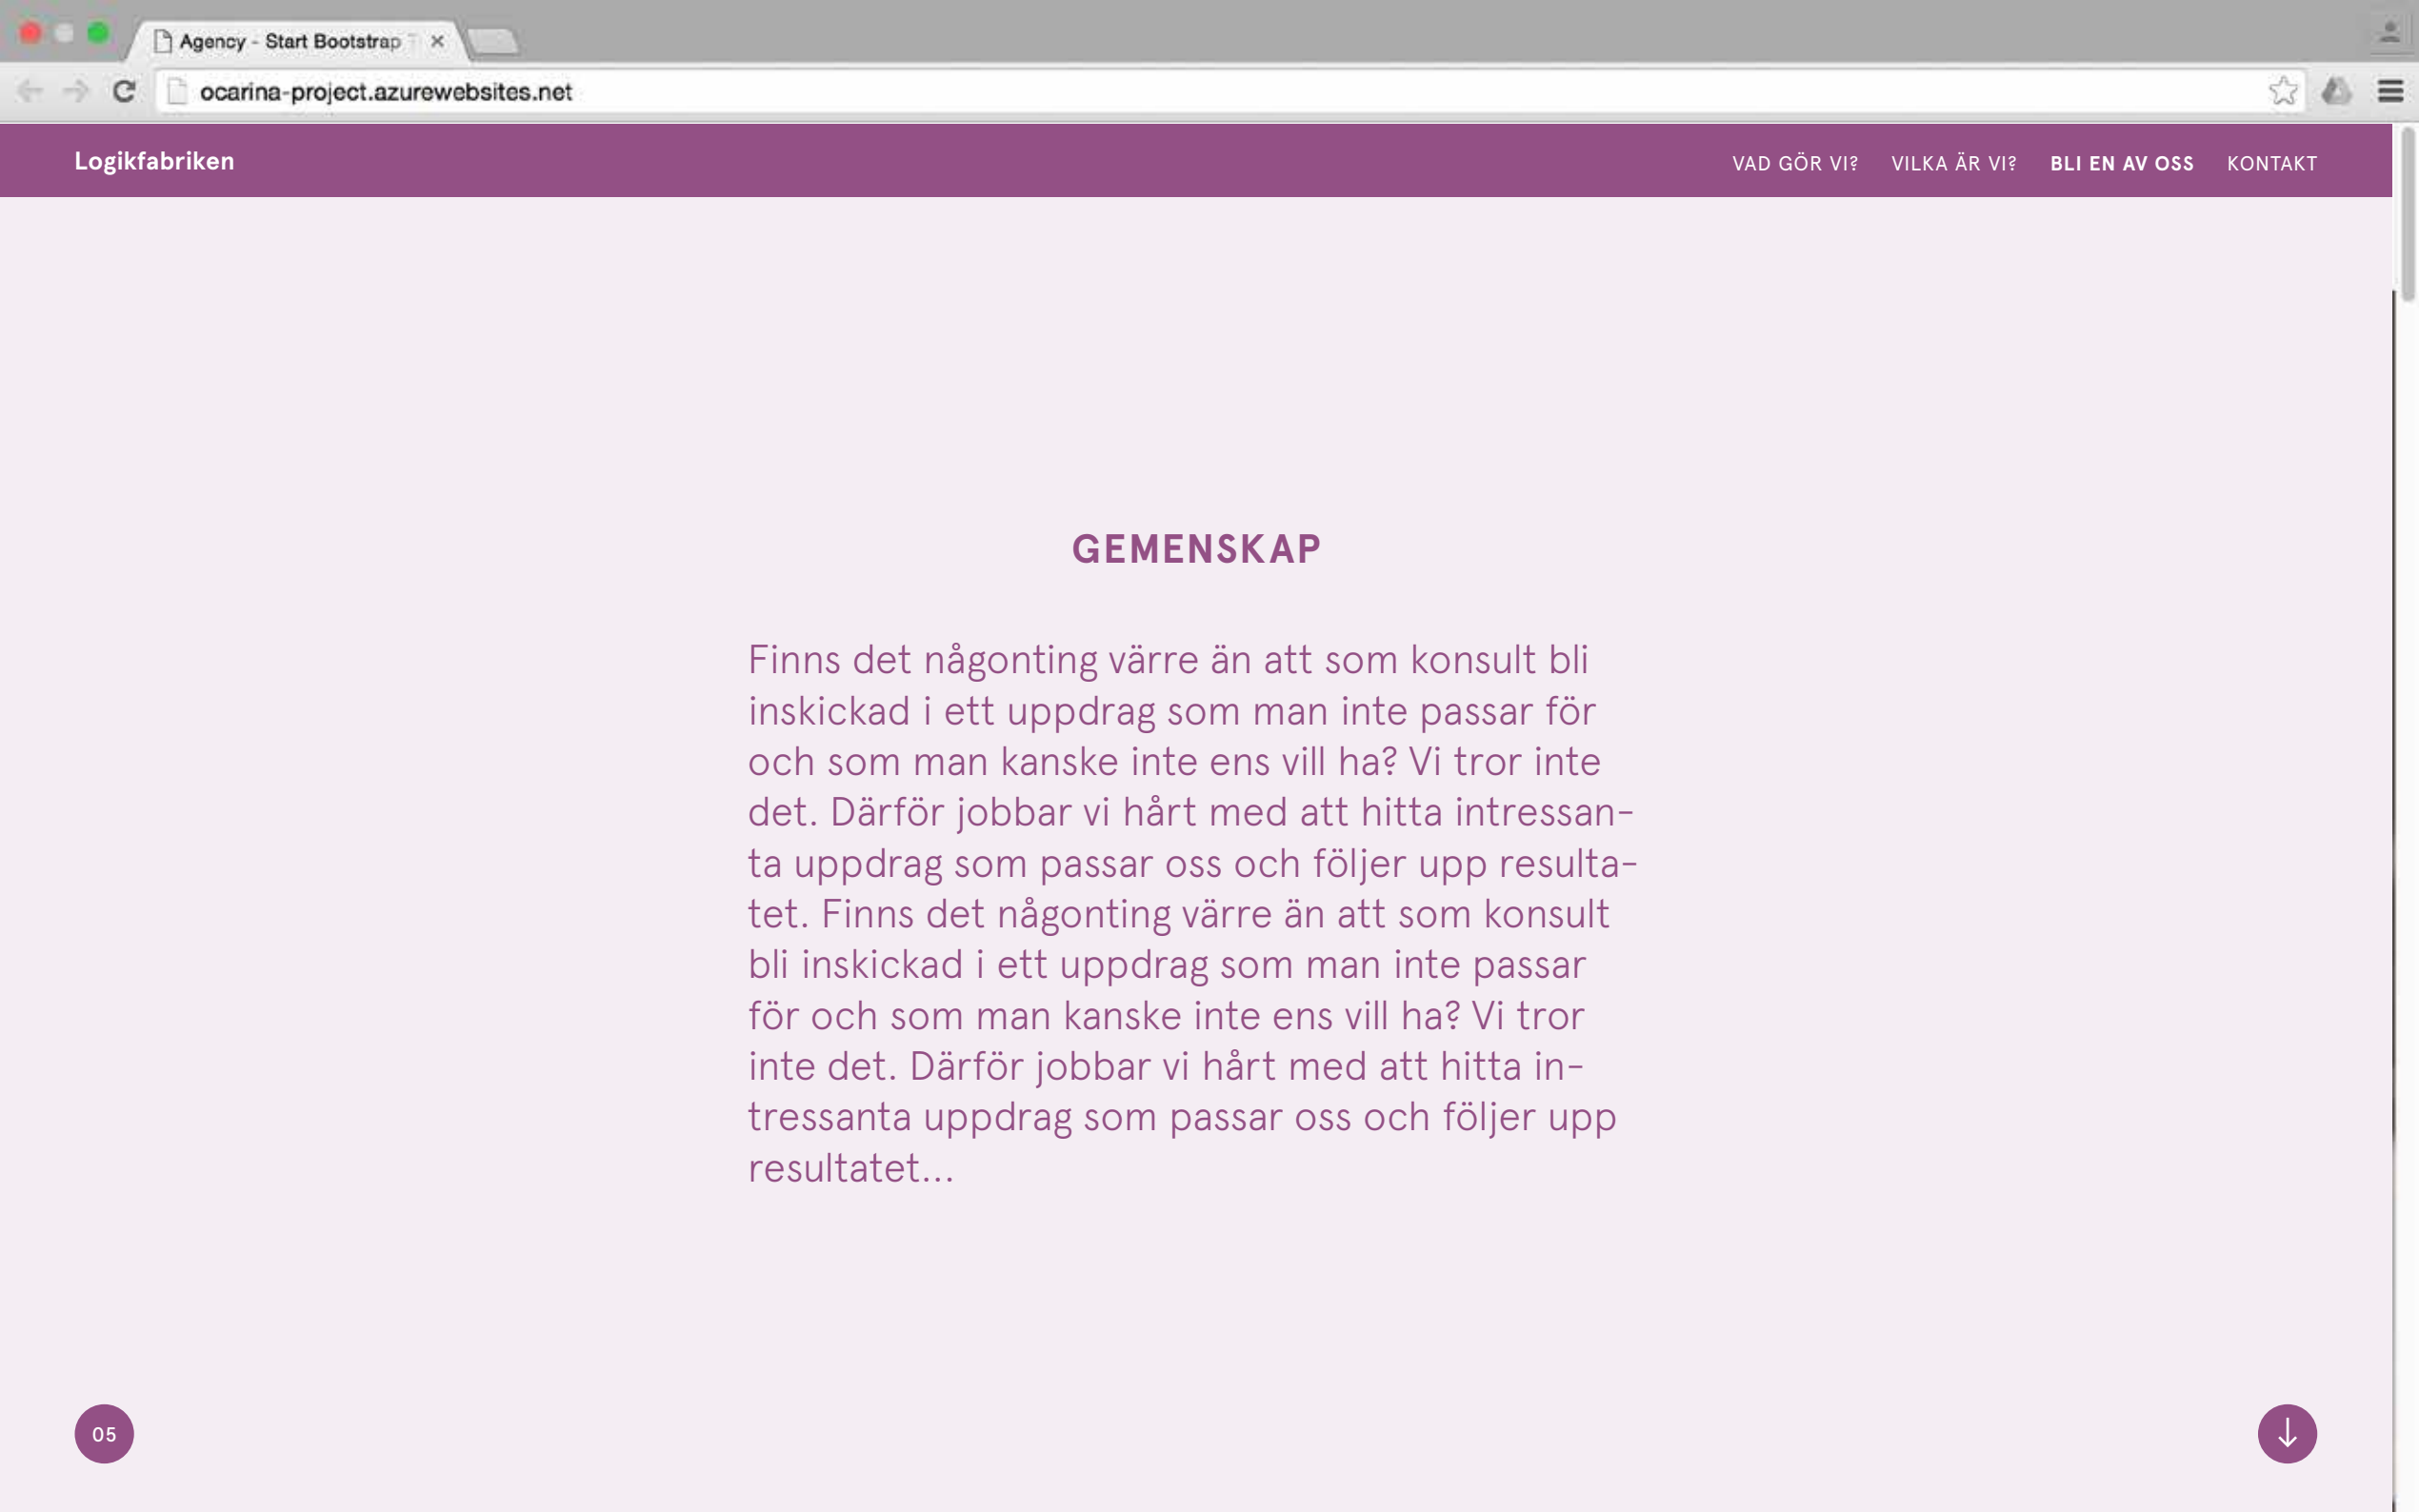 Agency - Start Bootstrap
ocarina-project.azurewebsites.net
Logikfabriken
VAD GÖR VI? VILKA ÄR VI? BLI EN AV OSS KONTAKT
GEMENSKAP
Finns det någonting värre än att som konsult bli
inskickad i ett uppdrag som man inte passar för
och som man kanske inte ens vill ha? Vi tror inte
det. Därför jobbar vi hårt med att hitta intressan-
ta uppdrag som passar oss och följer upp resulta-
tet. Finns det någonting värre än att som konsult
bli inskickad i ett uppdrag som man inte passar
för och som man kanske inte ens vill ha? Vi tror
inte det. Därför jobbar vi hårt med att hitta in-
tressanta uppdrag som passar oss och följer upp
resultatet...
05